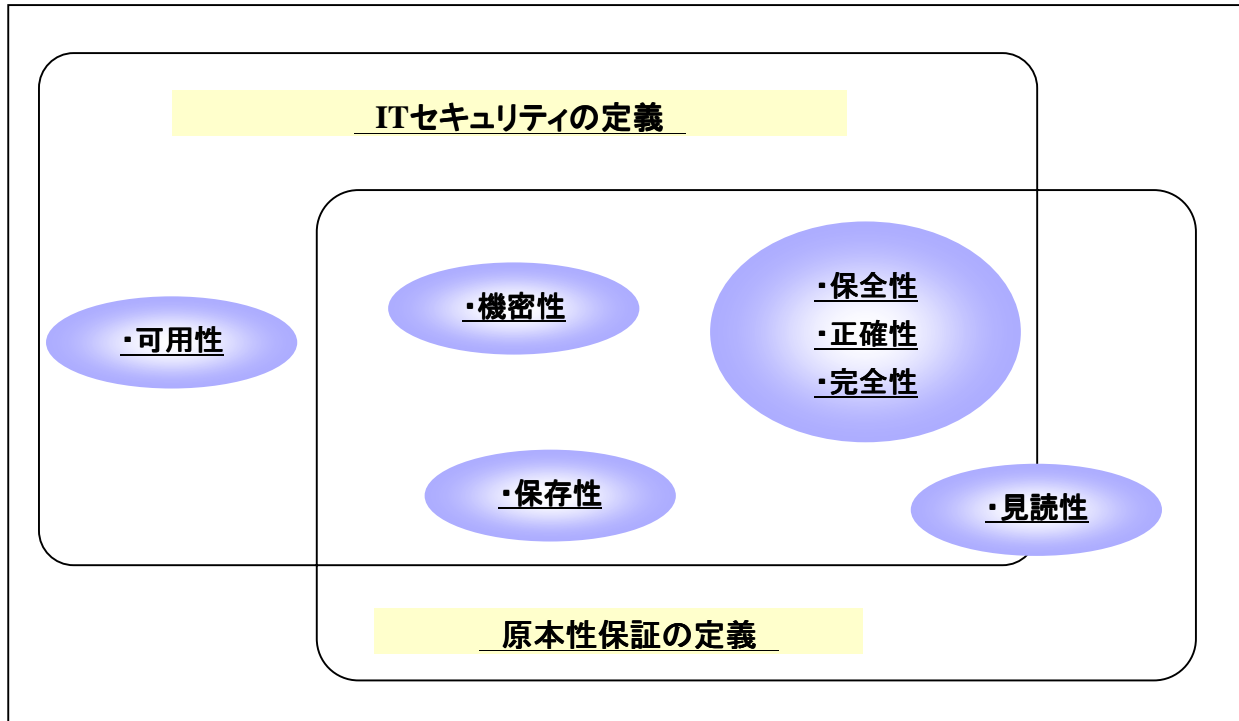 ITセキュリティの定義
・可用性
・機密性
・保全性
・正確性
・完全性
・保存性
・見読性
原本性保証の定義